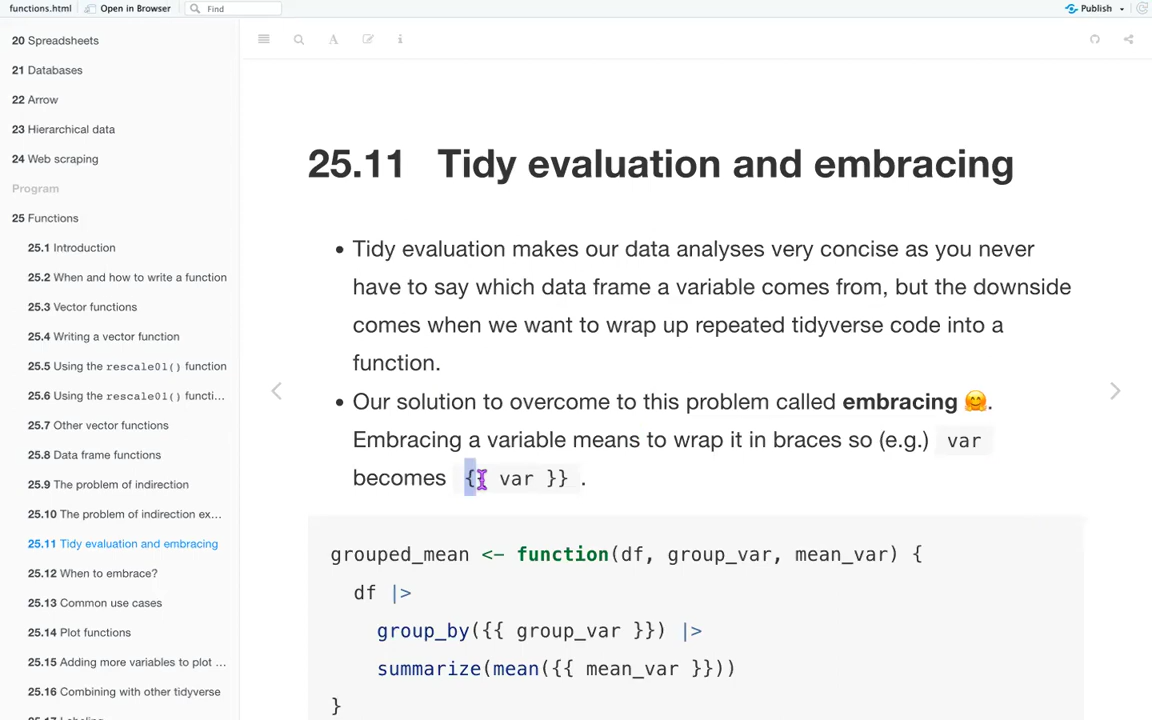 functions.html
Open in Browser
Find
Publish
20 Spreadsheets
21 Databases
22 Arrow
23 Hierarchical data
24 Web scraping
Program
25 Functions
25.1 Introduction
25.2 When and how to write a function
25.3 Vector functions
25.4 Writing a vector function
25.5 Using the rescale01() function
25.6 Using the rescale01() functi...
25.7 Other vector functions
25.8 Data frame functions
25.9 The problem of indirection
25.10 The problem of indirection ex...
25.11 Tidy evaluation and embracing
25.12 When to embrace?
25.13 Common use cases
25.14 Plot functions
25.15 Adding more variables to plot ...
25.16 Combining with other tidyverse
25.17 Labeling
25.11 Tidy evaluation and embracing
• Tidy evaluation makes our data analyses very concise as you never
have to say which data frame a variable comes from, but the downside
comes when we want to wrap up repeated tidyverse code into a
function.
• Our solution to overcome to this problem called embracing 🤗.
Embracing a variable means to wrap it in braces so (e.g.) var
becomes {{ var }} .
grouped_mean <- function(df, group_var, mean_var) {
df |>
group_by({{ group_var }}) |>
summarize(mean({{ mean_var }}))
}